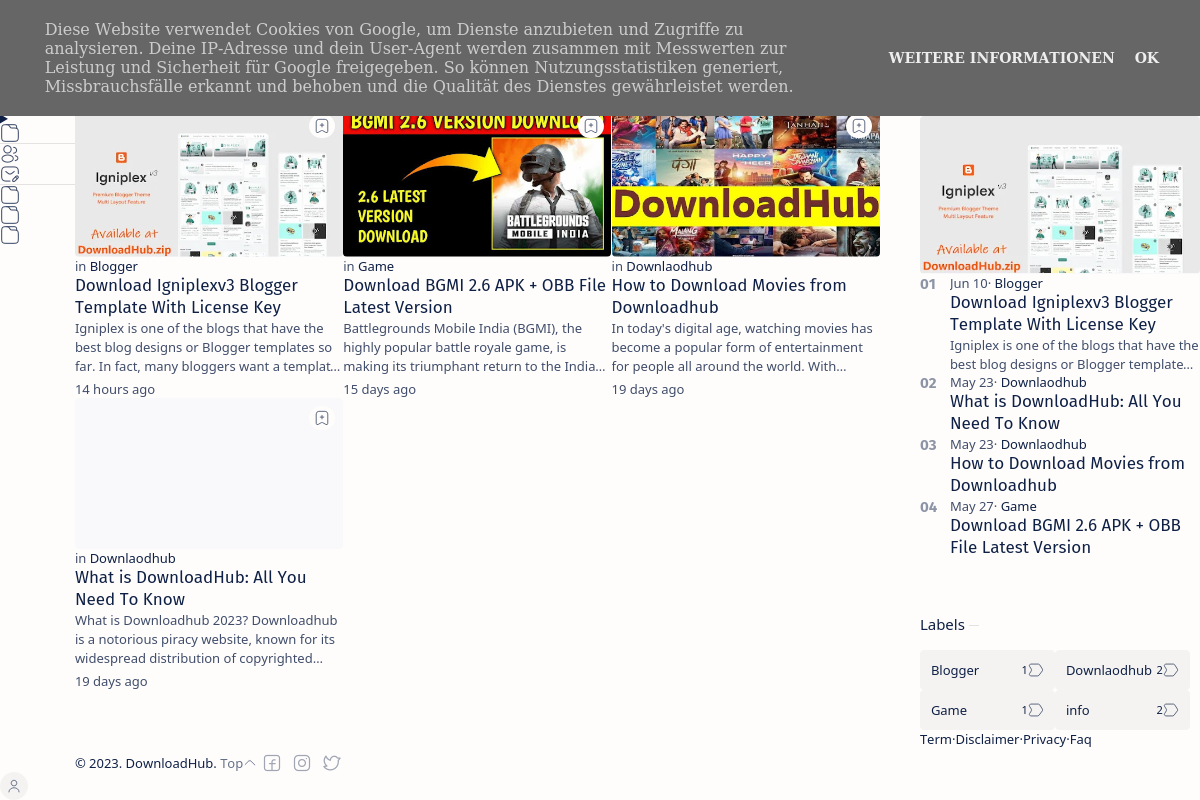 Diese Website verwendet Cookies von Google, um Dienste anzubieten und Zugriffe zu
analysieren. Deine IP-Adresse und dein User-Agent werden zusammen mit Messwerten zur
Leistung und Sicherheit für Google freigegeben. So können Nutzungsstatistiken generiert,
Missbrauchsfälle erkannt und behoben und die Qualität des Dienstes gewährleistet werden.
WEITERE INFORMATIONEN OK
Igniplex v3
Premium Blogger Theme
Multi Layout Feature
Available at
DownloadHub.zip
in Blogger
Download Igniplexv3 Blogger
Template With License Key
Igniplex is one of the blogs that have the
best blog designs or Blogger templates so
far. In fact, many bloggers want a templat...
14 hours ago
BGMI 2.6 VERSION DOWNLO
2.6 LATEST
VERSION
DOWNLOAD
BATTLEGROUNDS
MOBILE INDIA
in Game
Download BGMI 2.6 APK + OBB File
Latest Version
Battlegrounds Mobile India (BGMI), the
highly popular battle royale game, is
making its triumphant return to the India...
15 days ago
DownloadHub
in Downlaodhub
How to Download Movies from
Downloadhub
In today's digital age, watching movies has
become a popular form of entertainment
for people all around the world. With...
19 days ago
in Downlaodhub
What is DownloadHub: All You
Need To Know
What is Downloadhub 2023? Downloadhub
is a notorious piracy website, known for its
widespread distribution of copyrighted...
19 days ago
Igniplex v3
Premium Blogger Theme
Multi Layout Feature
Available at
DownloadHub.zip
01 Jun 10· Blogger
Download Igniplexv3 Blogger
Template With License Key
Igniplex is one of the blogs that have the
best blog designs or Blogger template...
02 May 23· Downlaodhub
What is DownloadHub: All You
Need To Know
03 May 23· Downlaodhub
How to Download Movies from
Downloadhub
04 May 27· Game
Download BGMI 2.6 APK + OBB
File Latest Version
Labels
Blogger 1
Downlaodhub 2
Game 1
info 2
Term·Disclaimer·Privacy·Faq
© 2023. DownloadHub. Top